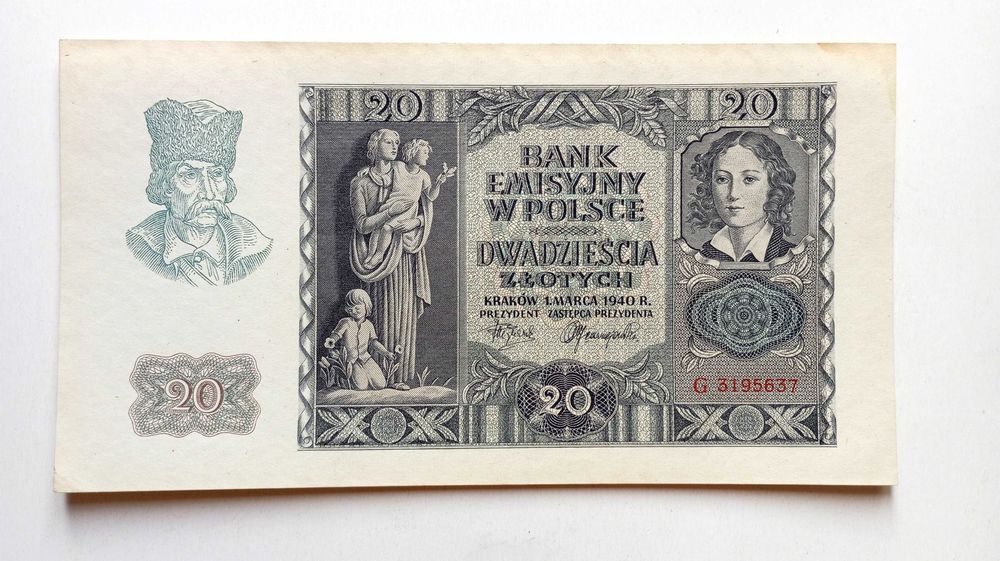 20
20
BANK
EMISYJNY
W POLSCE
DWADZIEŚCIA
ZŁOTYCH
KRAKÓW 1. MARCA 1940 R.
PREZYDENT ZASTĘPCA PREZYDENTA
G 3195637
20
20